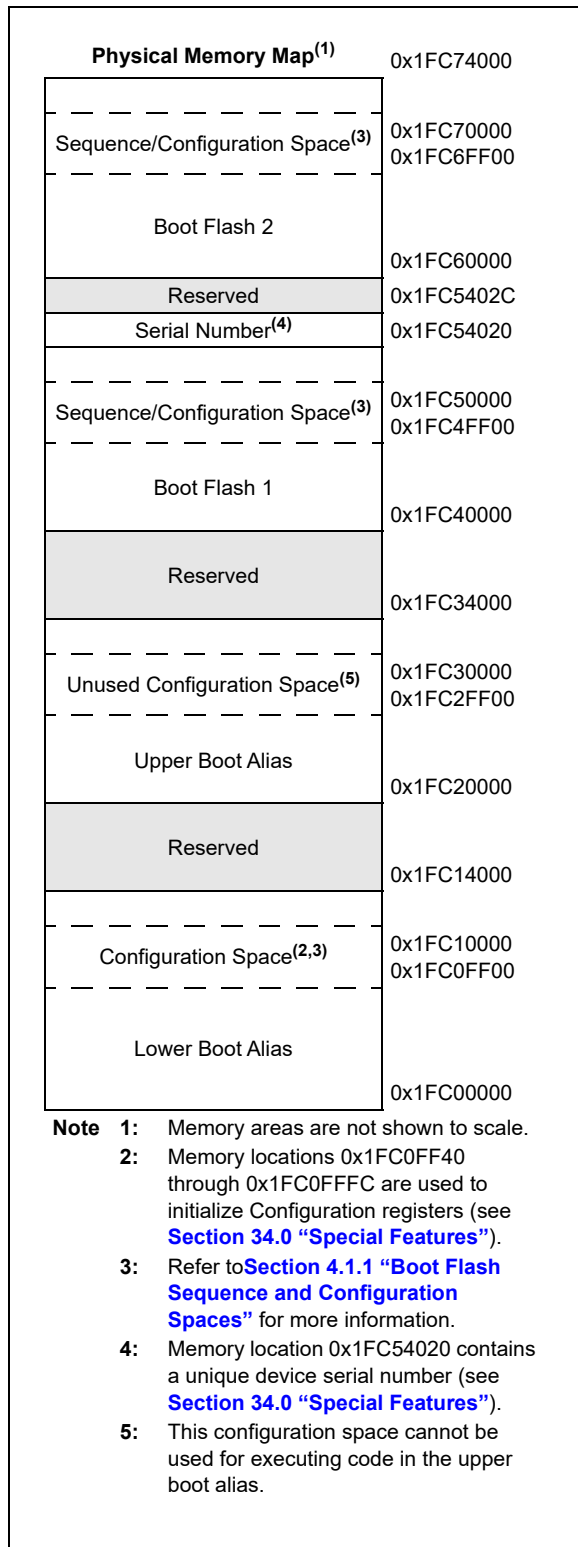 Physical Memory Map(1)
0x1FC74000
Sequence/Configuration Space(3)
0x1FC70000
0x1FC6FF00
Boot Flash 2
0x1FC60000
Reserved
0x1FC5402C
Serial Number(4)
0x1FC54020
Sequence/Configuration Space(3)
0x1FC50000
0x1FC4FF00
Boot Flash 1
0x1FC40000
Reserved
0x1FC34000
Unused Configuration Space(5)
0x1FC30000
0x1FC2FF00
Upper Boot Alias
0x1FC20000
Reserved
0x1FC14000
Configuration Space(2,3)
0x1FC10000
0x1FC0FF00
Lower Boot Alias
0x1FC00000
Note 1: Memory areas are not shown to scale.
2: Memory locations 0x1FC0FF40
through 0x1FC0FFFC are used to
initialize Configuration registers (see
Section 34.0 “Special Features”).
3: Refer toSection 4.1.1 “Boot Flash
Sequence and Configuration
Spaces” for more information.
4: Memory location 0x1FC54020 contains
a unique device serial number (see
Section 34.0 “Special Features”).
5: This configuration space cannot be
used for executing code in the upper
boot alias.